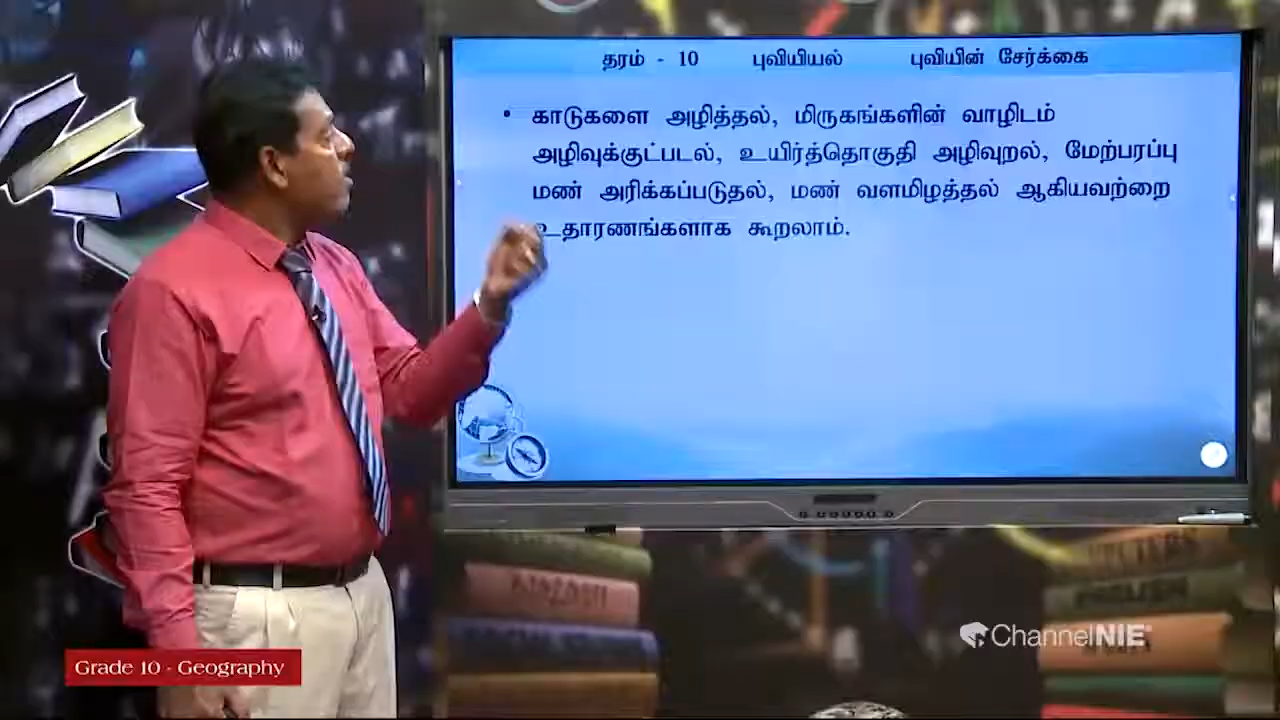 தரம் - 10 புவியியல் புவியின் சேர்க்கை
• காடுகளை அழித்தல், மிருகங்களின் வாழிடம்
அழிவுக்குட்படல், உயிர்த்தொகுதி அழிவுறல், மேற்பரப்பு
மண் அரிக்கப்படுதல், மண் வளமிழத்தல் ஆகியவற்றை
உதாரணங்களாக கூறலாம்.
ChannelNIE
Grade 10 - Geography